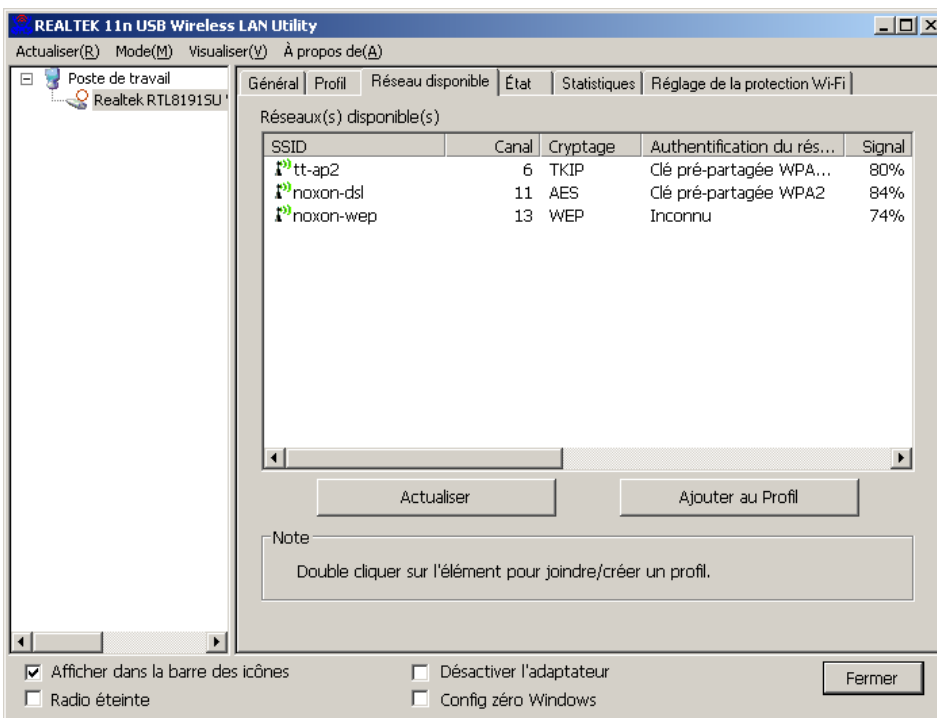 REALTEK 11n USB Wireless LAN Utility
Actualiser(R) Mode(M) Visualiser(V) À propos de(A)
Poste de travail
Realtek RTL8191SU
Général Profil Réseau disponible État Statistiques Réglage de la protection Wi-Fi
Réseaux(s) disponible(s)
SSID Canal Cryptage Authentification du rés... Signal
tt-ap2 6 TKIP Clé pré-partagée WPA... 80%
noxon-dsl 11 AES Clé pré-partagée WPA2 84%
noxon-wep 13 WEP Inconnu 74%
Actualiser Ajouter au Profil
Note
Double cliquer sur l'élément pour joindre/créer un profil.
Afficher dans la barre des icônes Désactiver l'adaptateur Fermer
Radio éteinte Config zéro Windows